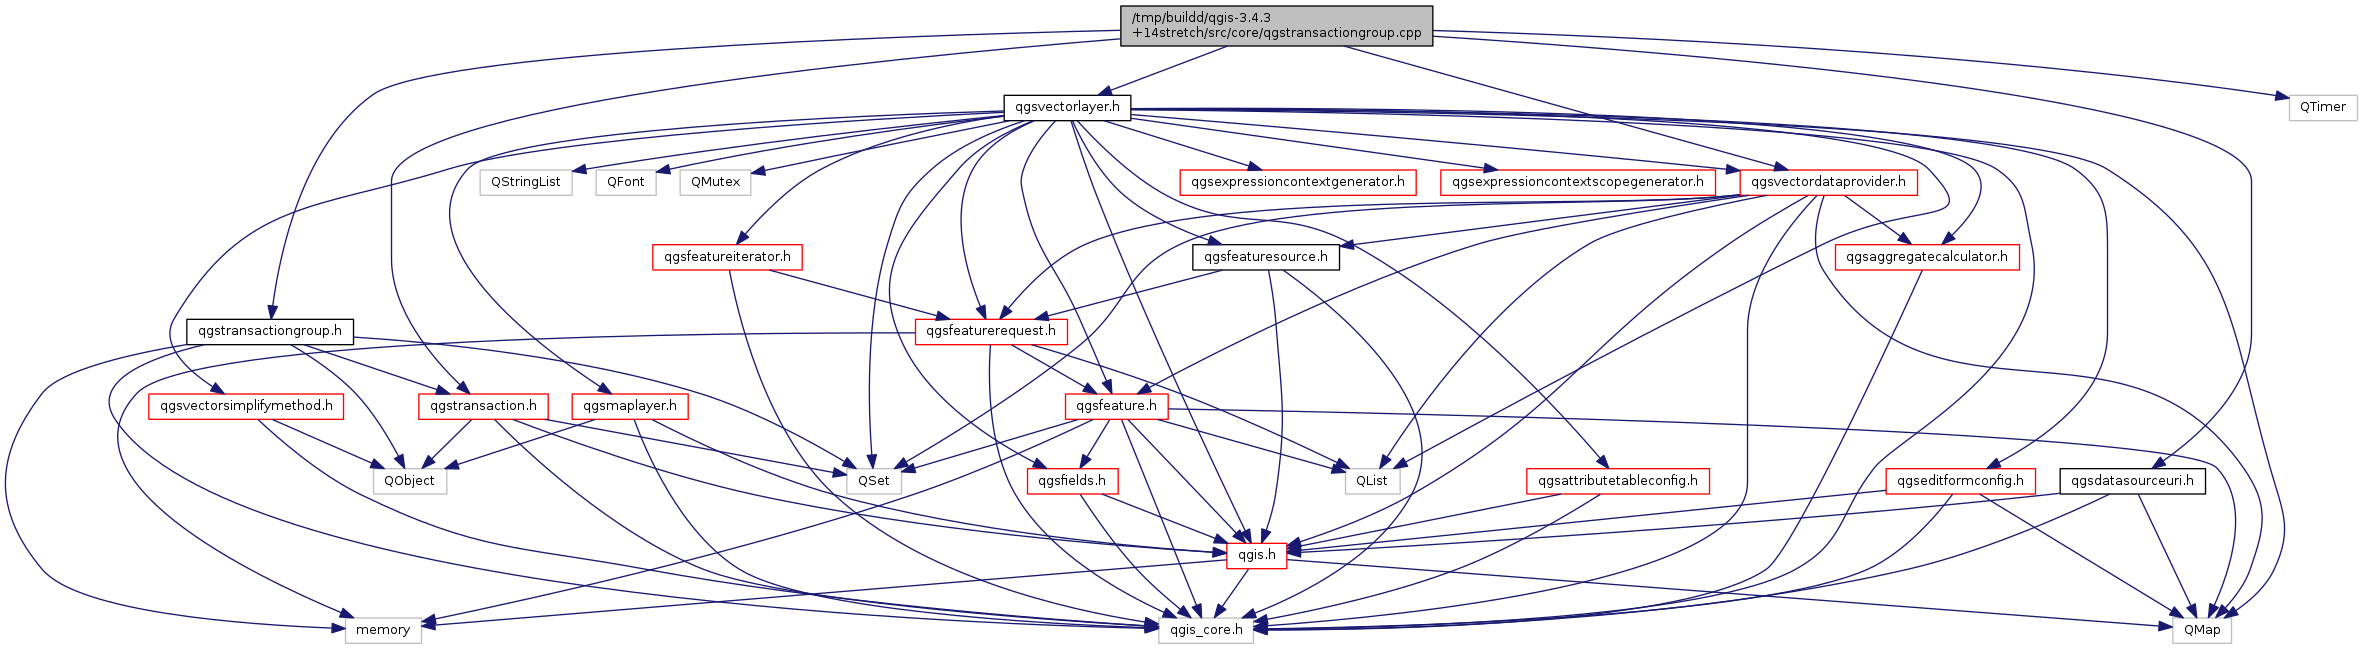 /tmp/buildd/qgis-3.4.3
+14stretch/src/core/qgstransactiongroup.cpp
qgsvectorlayer.h
QTimer
QStringList
QFont
QMutex
qgsexpressioncontextgenerator.h
qgsexpressioncontextscopegenerator.h
qgsvectordataprovider.h
qgsfeatureiterator.h
qgsfeaturesource.h
qgsaggregatecalculator.h
qgstransactiongroup.h
qgsfeaturerequest.h
qgsvectorsimplifymethod.h
qgstransaction.h
qgsmaplayer.h
qgsfeature.h
QObject
QSet
qgsfields.h
QList
qgsattributetableconfig.h
qgseditformconfig.h
qgsdatasourceuri.h
qgis.h
memory
qgis_core.h
QMap